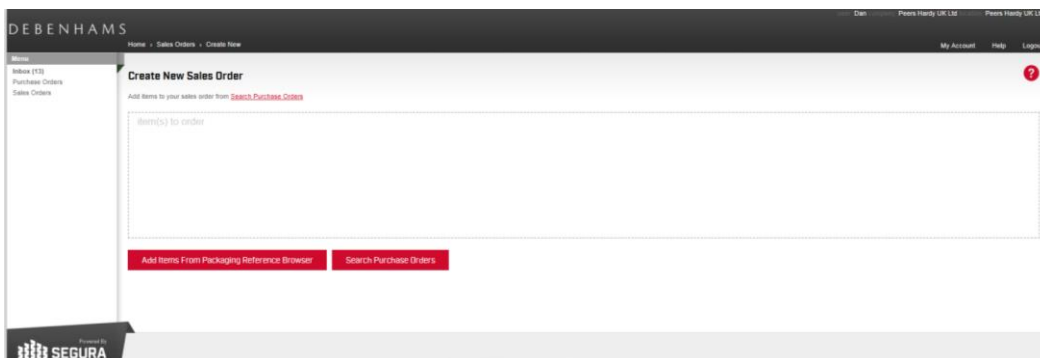 Dan Peers Hardy UK Ltd Peers Hardy UK Lt
DEBENHAMS
Home › Sales Orders › Create New
My Account Help Logou
Menu
Inbox (13)
Purchase Orders
Sales Orders
Create New Sales Order
?
Add items to your sales order from Search Purchase Orders
item(s) to order
Add Items From Packaging Reference Browser
Search Purchase Orders
Powered By
SEGURA